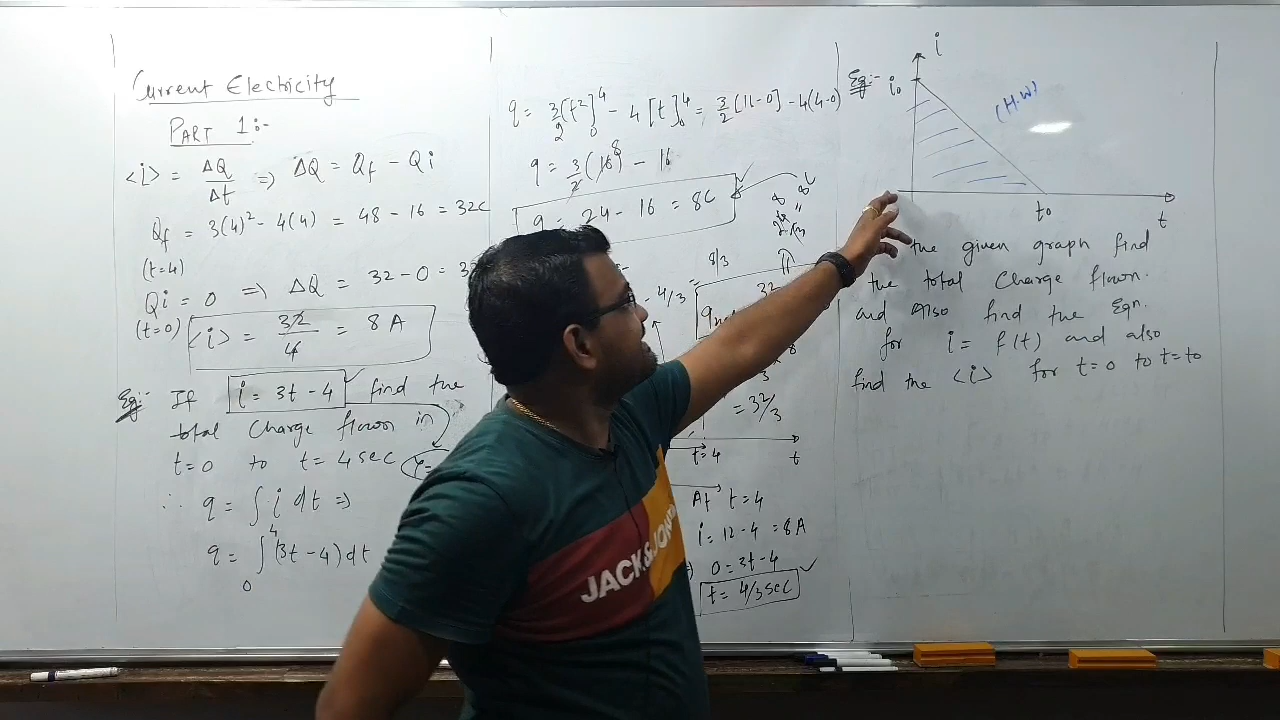 Current Electricity
PART 1:-
<i> = ΔQ/Δt => ΔQ = Qf - Qi
Qf = 3(4)² - 4(4) = 48 - 16 = 32C
(t=4)
Qi = 0 => ΔQ = 32 - 0 =
(t=0)
<i> = 32/4 = 8 A
Eg:- If i = 3t - 4 find the
total Charge flown in
t=0 to t= 4 sec
∴ q = ∫ i dt =>
q = ∫₀⁴ (3t - 4) dt
q = 3/2 [t²]₀⁴ - 4 [t]₀⁴ = 3/2 [16-0] - 4(4-0)
q = 3/2 (16) 8 - 16
q = 24 - 16 = 8C
8/3
- 4/3 =
32
= 32/3
t=4 t
At t = 4
i = 12 - 4 = 8A
0 = 3t - 4
t = 4/3 sec
Eg:- i
i₀
(H.W)
t₀
t
the given graph find
the total Charge flown.
and Also find the Eqn.
for i = f(t) and also
find the <i> for t=0 to t=t₀
JACK & JON